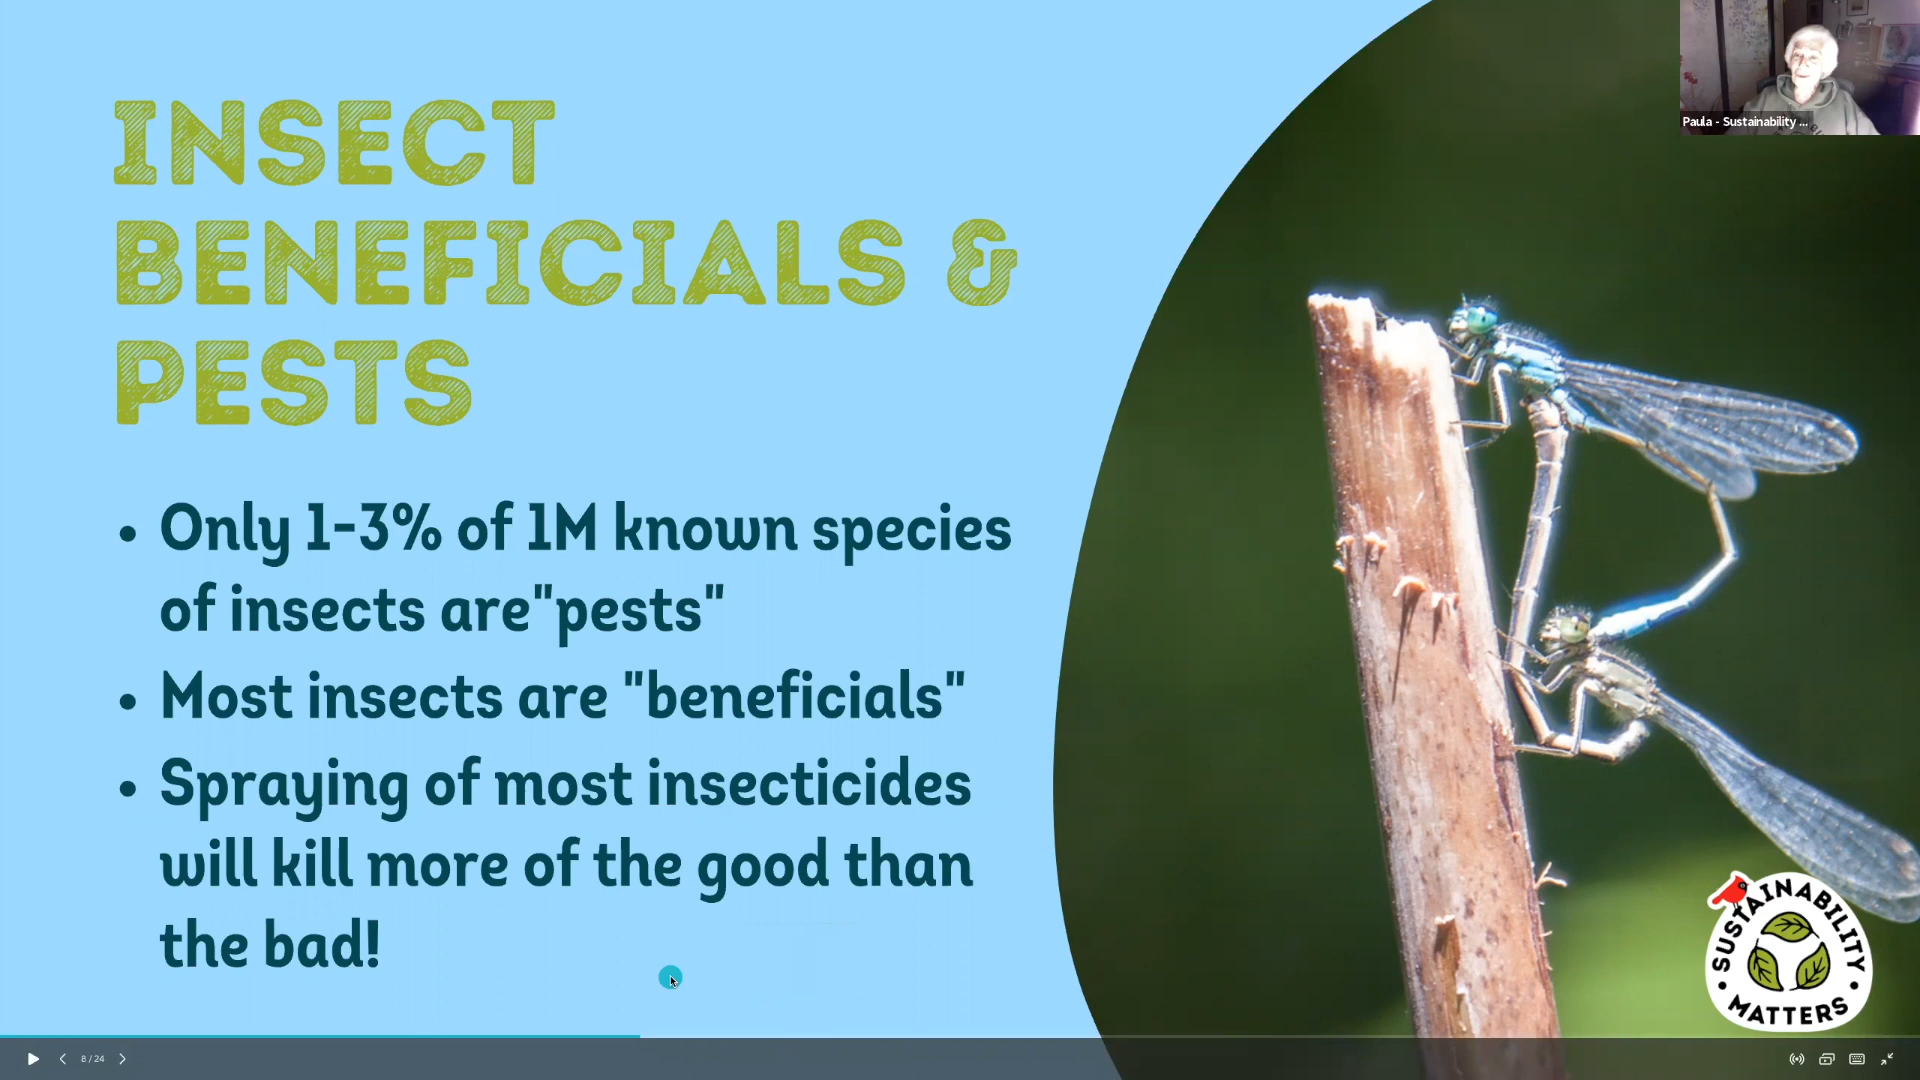 Paula - Sustainability ...
INSECT
BENEFICIALS &
PESTS
• Only 1-3% of 1M known species
of insects are"pests"
• Most insects are "beneficials"
• Spraying of most insecticides
will kill more of the good than
the bad!
SUSTAINABILITY
• MATTERS •
8 / 24